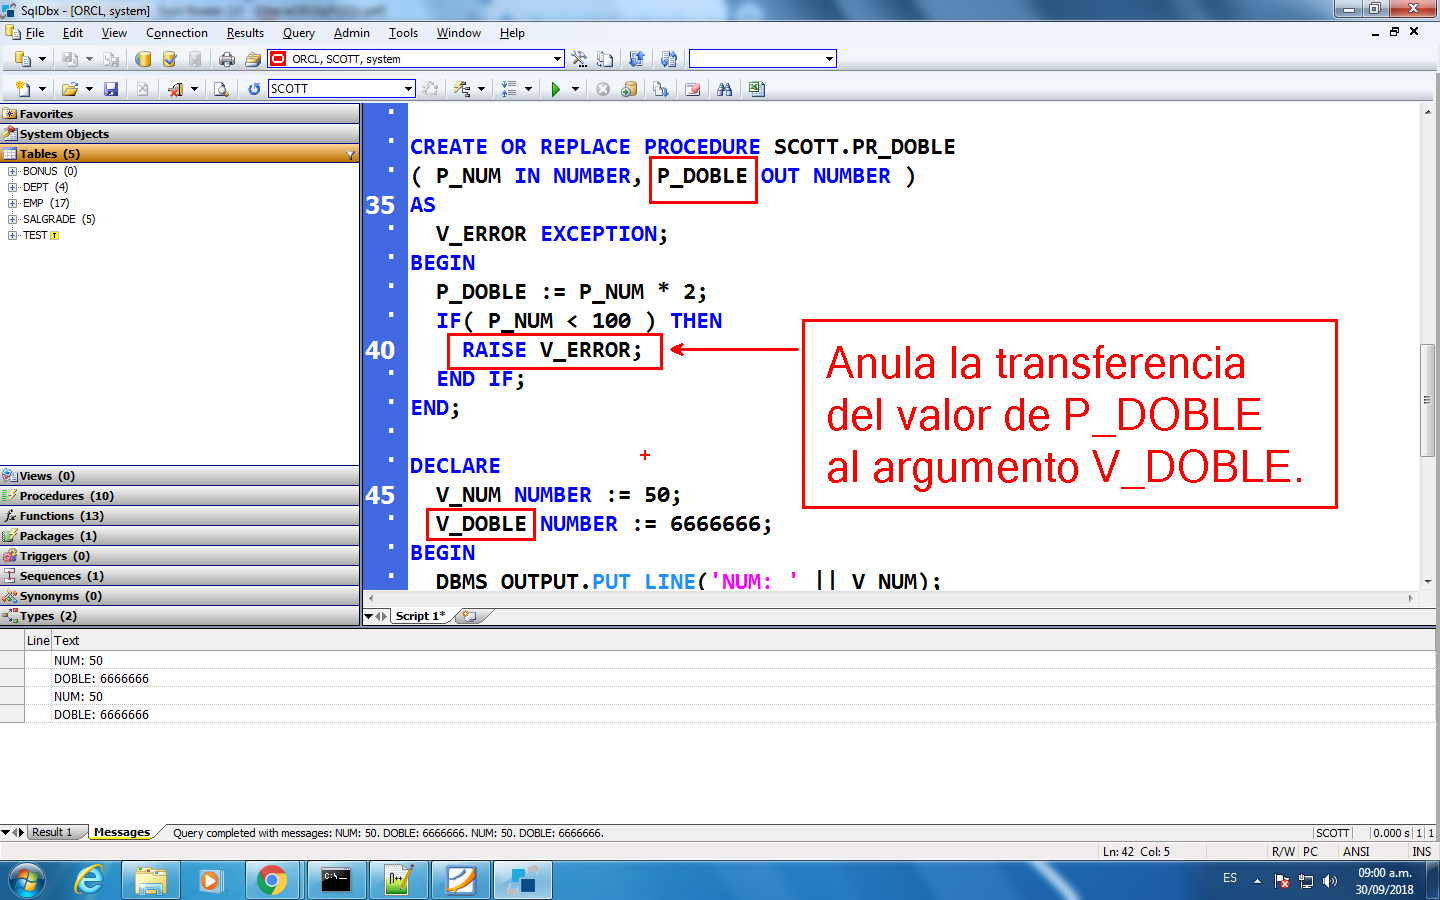 SqlDbx - [ORCL, system]
File Edit View Connection Results Query Admin Tools Window Help
ORCL, SCOTT, system
SCOTT
Favorites
System Objects
Tables (5)
BONUS (0)
DEPT (4)
EMP (17)
SALGRADE (5)
TEST T
Views (0)
Procedures (10)
Functions (13)
Packages (1)
Triggers (0)
Sequences (1)
Synonyms (0)
Types (2)
CREATE OR REPLACE PROCEDURE SCOTT.PR_DOBLE
( P_NUM IN NUMBER, P_DOBLE OUT NUMBER )
35 AS
V_ERROR EXCEPTION;
BEGIN
P_DOBLE := P_NUM * 2;
IF( P_NUM < 100 ) THEN
40 RAISE V_ERROR;
END IF;
END;
DECLARE
45 V_NUM NUMBER := 50;
V_DOBLE NUMBER := 6666666;
BEGIN
DBMS_OUTPUT.PUT_LINE('NUM: ' || V_NUM);
Anula la transferencia
del valor de P_DOBLE
al argumento V_DOBLE.
Script 1*
Line Text
NUM: 50
DOBLE: 6666666
NUM: 50
DOBLE: 6666666
Result 1 Messages Query completed with messages: NUM: 50. DOBLE: 6666666. NUM: 50. DOBLE: 6666666. SCOTT 0.000 s 1 1
Ln: 42 Col: 5 R/W PC ANSI INS
ES 09:00 a.m.
30/09/2018